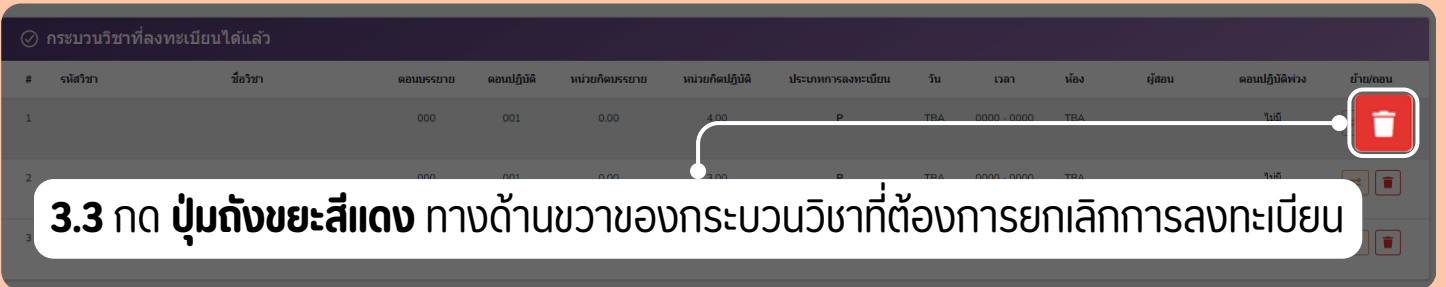 กระบวนวิชาที่ลงทะเบียนได้แล้ว
# รหัสวิชา ชื่อวิชา ตอนบรรยาย ตอนปฏิบัติ หน่วยกิตบรรยาย หน่วยกิตปฏิบัติ ประเภทการลงทะเบียน วัน เวลา ห้อง ผู้สอน ตอนปฏิบัติพ่วง ย้าย/ถอน
1 000 001 0.00 4.00 P TBA 0000 - 0000 TBA ไม่มี
2 000 001 0.00 3.00 P TBA 0000 - 0000 TBA ไม่มี
3.3 กด ปุ่มถังขยะสีแดง ทางด้านขวาของกระบวนวิชาที่ต้องการยกเลิกการลงทะเบียน
3